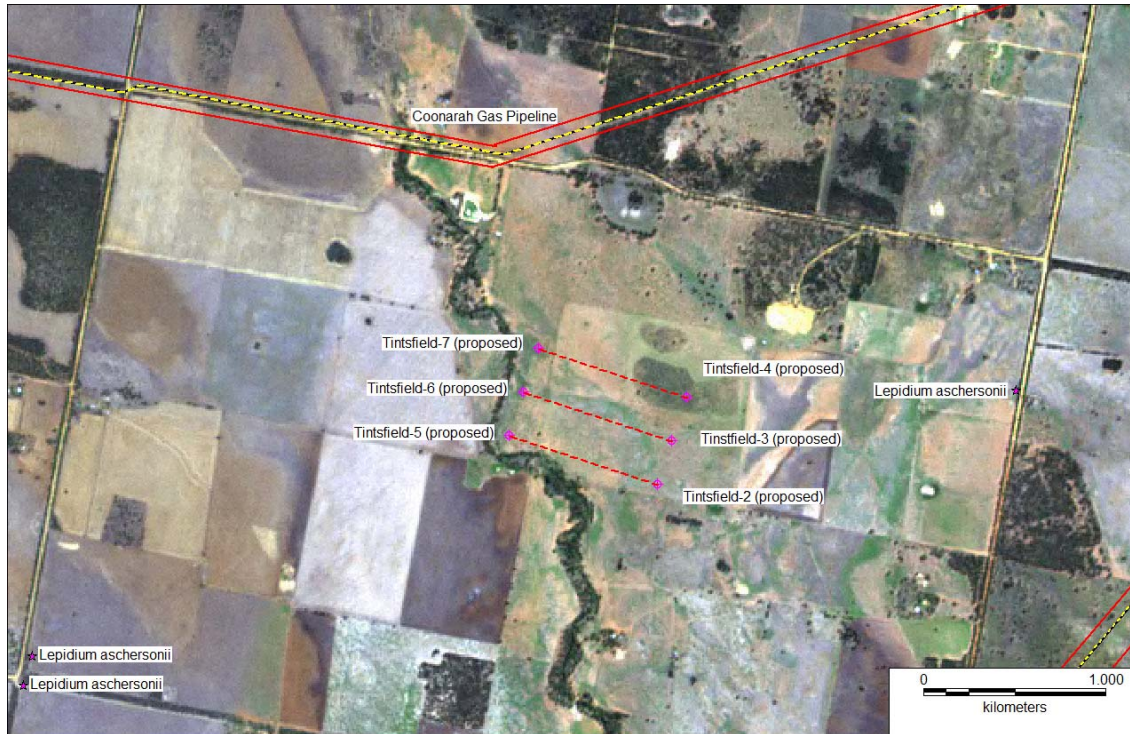 Coonarah Gas Pipeline
Tintsfield-7 (proposed)
Tintsfield-4 (proposed)
Tintsfield-6 (proposed)
Lepidium aschersonii
Tintsfield-5 (proposed)
Tinstfield-3 (proposed)
Tintsfield-2 (proposed)
Lepidium aschersonii
Lepidium aschersonii
0 1.000
kilometers